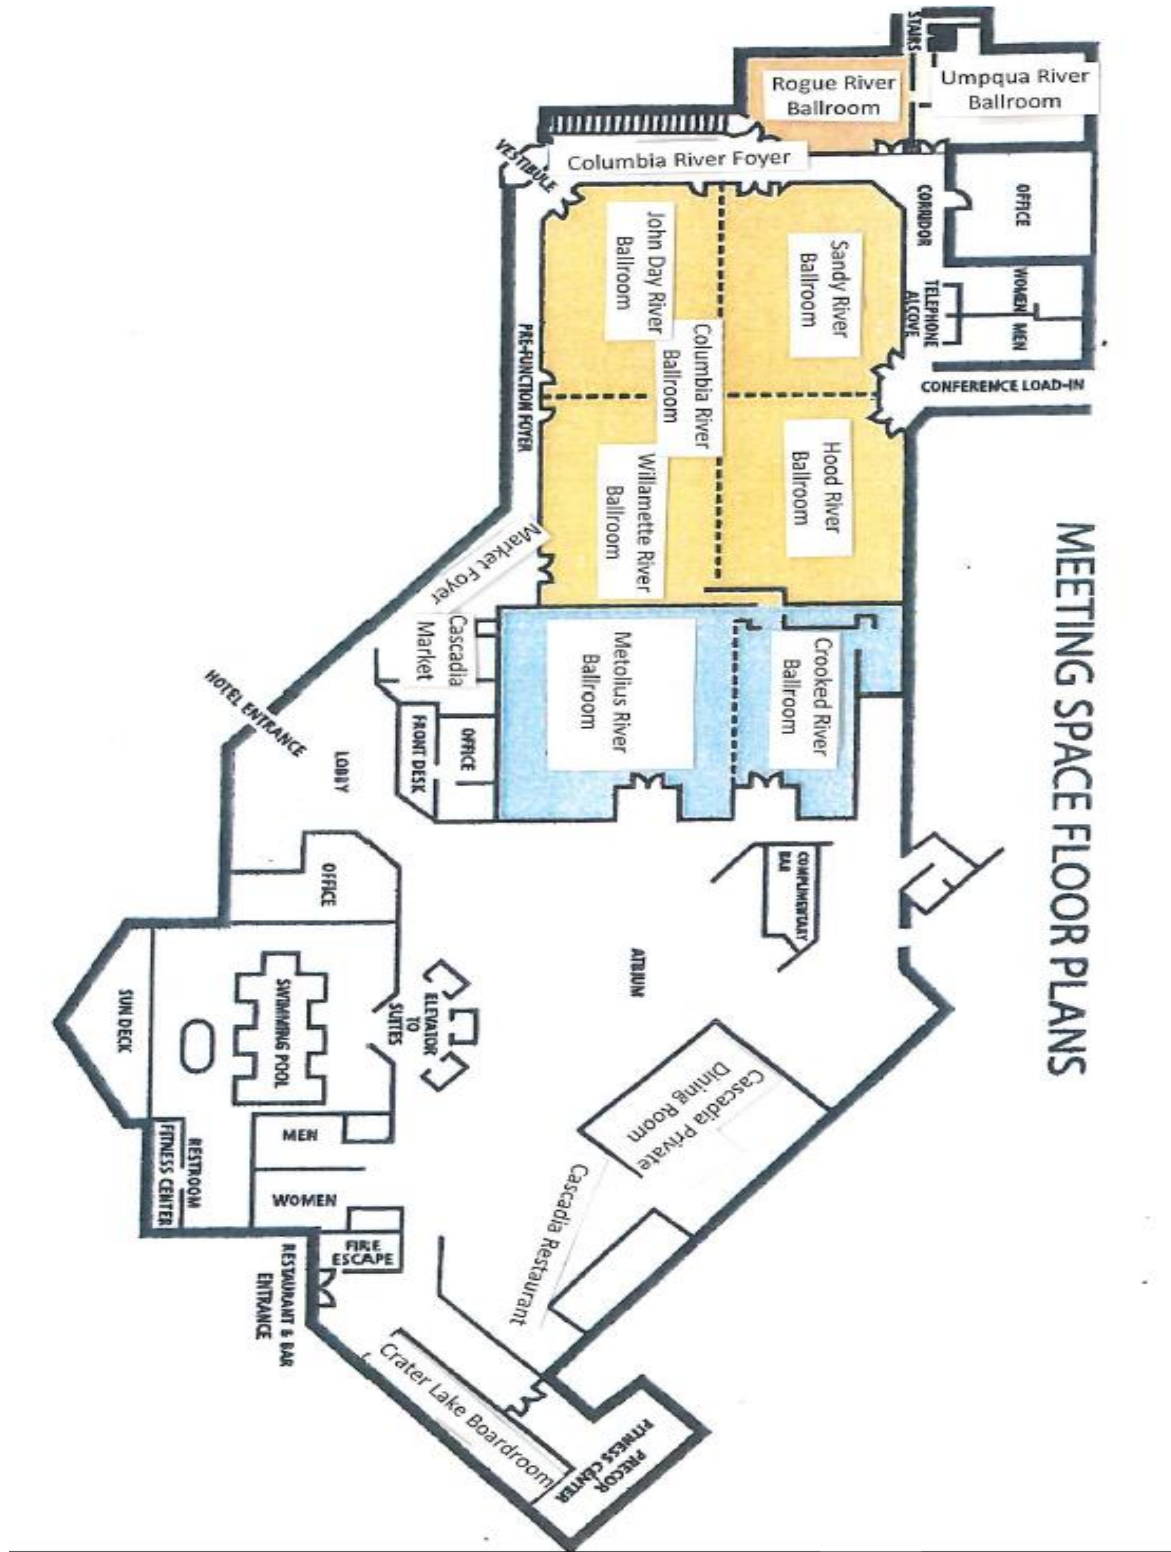 MEETING SPACE FLOOR PLANS
STAIRS
Rogue River
Ballroom
Umpqua River
Ballroom
VESTIBULE
Columbia River Foyer
CORRIDOR
OFFICE
John Day River
Ballroom
Sandy River
Ballroom
TELEPHONE
ALCOVE
WOMEN
MEN
PRE-FUNCTION FOYER
Columbia River
Ballroom
CONFERENCE LOAD-IN
Willamette River
Ballroom
Hood River
Ballroom
Market Foyer
Cascadia
Market
Metolius River
Ballroom
Crooked River
Ballroom
HOTEL ENTRANCE
LOBBY
FRONT DESK
OFFICE
OFFICE
COMPLIMENTARY
BAR
ATRIUM
SUN DECK
SWIMMING POOL
ELEVATOR
TO
SUITES
Cascadia Private
Dining Room
MEN
WOMEN
RESTROOM
FITNESS CENTER
Cascadia Restaurant
FIRE
ESCAPE
RESTAURANT & BAR
ENTRANCE
Crater Lake Boardroom
PRECOR
FITNESS CENTER